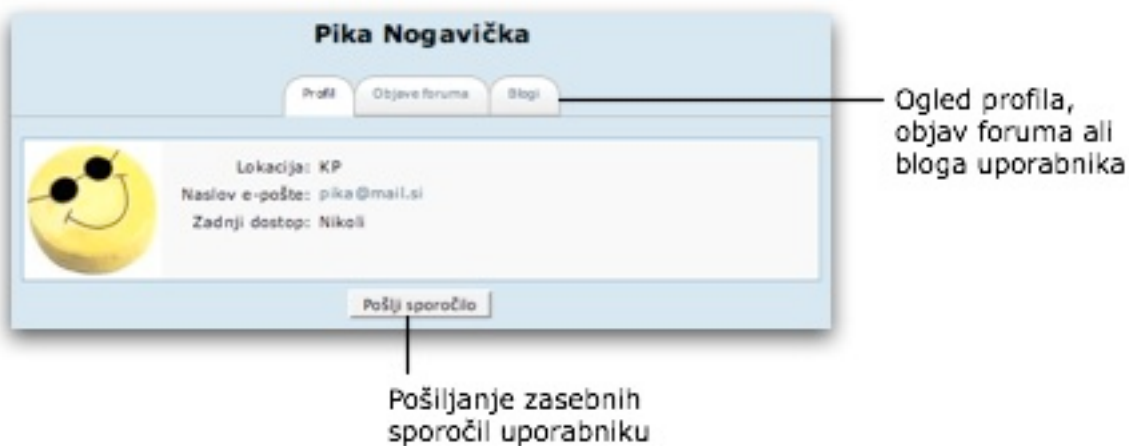 Pika Nogavička
Profil Objave foruma Blogi
Ogled profila,
objav foruma ali
bloga uporabnika
Lokacija: KP
Naslov e-pošte: pika@mail.si
Zadnji dostop: Nikoli
Pošlji sporočilo
Pošiljanje zasebnih
sporočil uporabniku